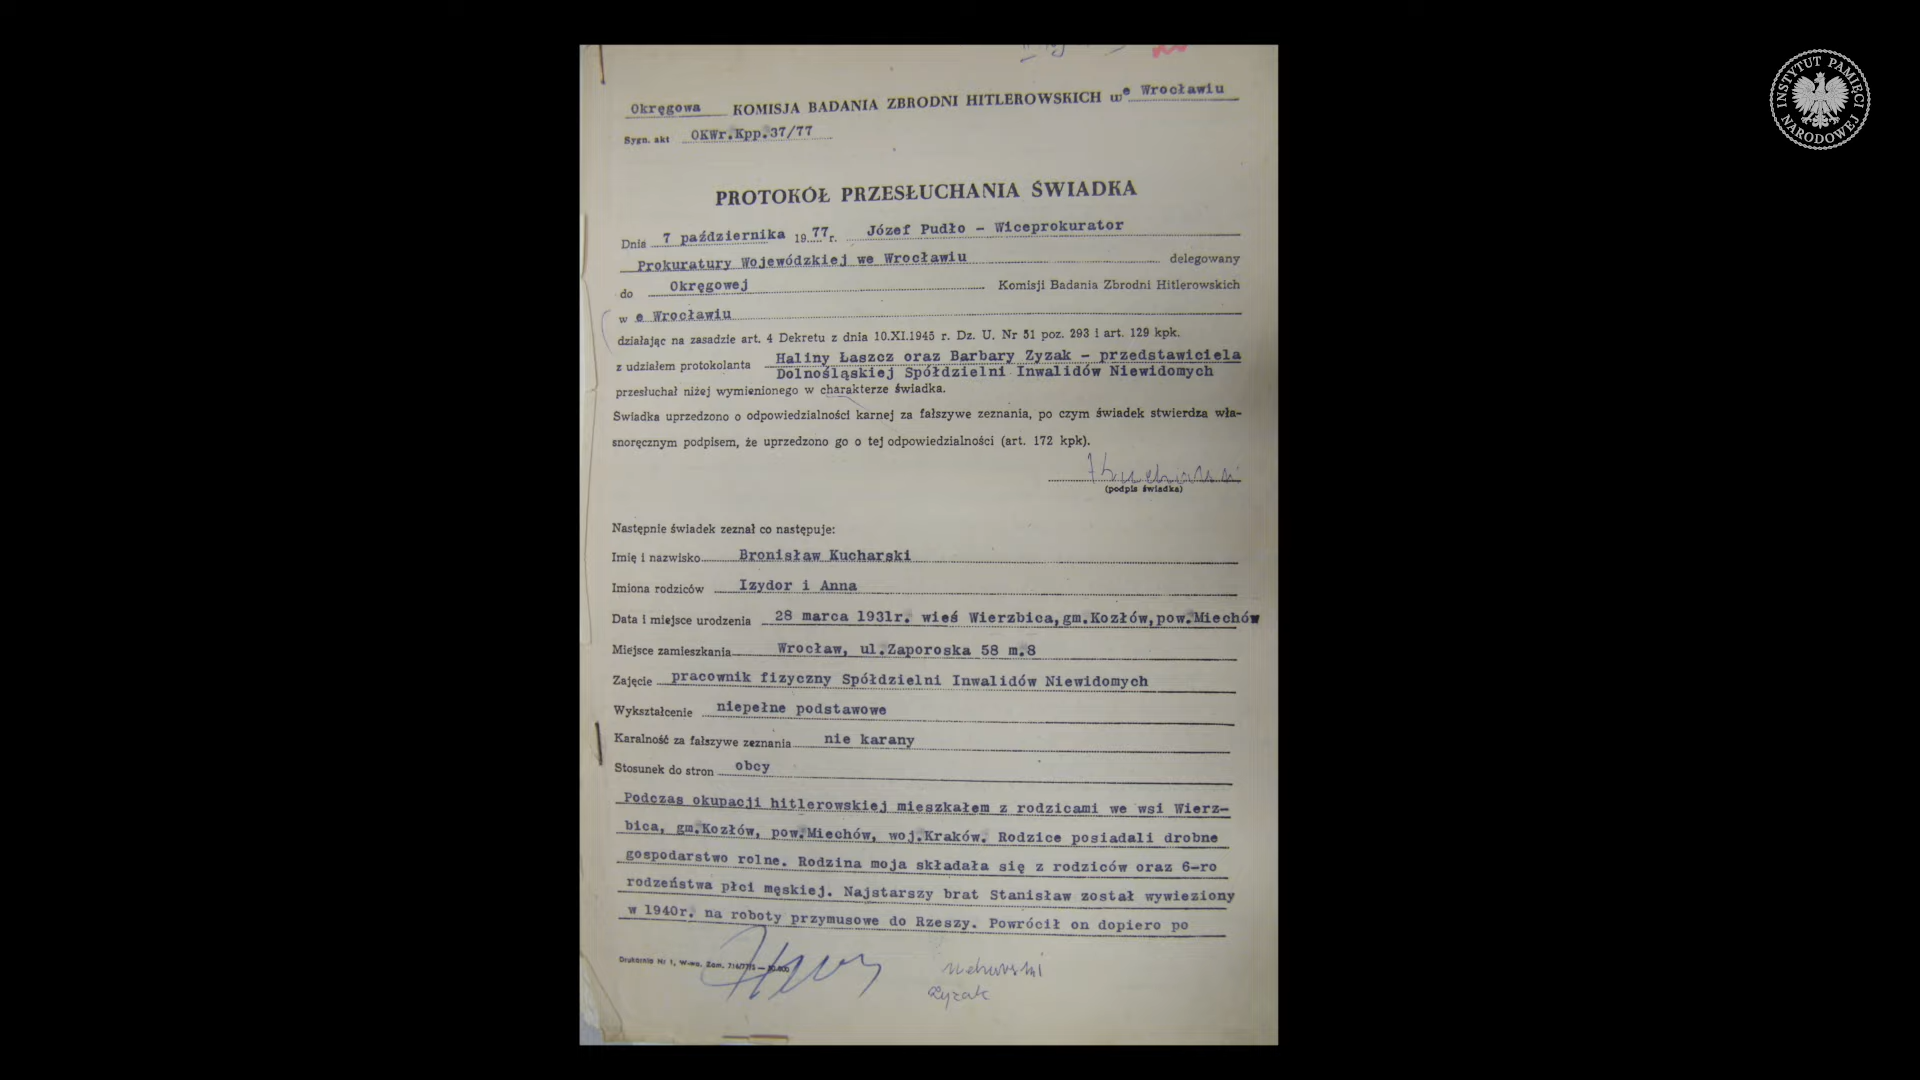 INSTYTUT PAMIĘCI NARODOWEJ
Okręgowa KOMISJA BADANIA ZBRODNI HITLEROWSKICH we Wrocławiu
Sygn. akt OKWr.Kpp.37/77
PROTOKÓŁ PRZESŁUCHANIA ŚWIADKA
Dnia 7 października 1977r. Józef Pudło - Wiceprokurator
Prokuratury Wojewódzkiej we Wrocławiu delegowany
do Okręgowej Komisji Badania Zbrodni Hitlerowskich
w e Wrocławiu
działając na zasadzie art. 4 Dekretu z dnia 10.XI.1945 r. Dz. U. Nr 51 poz. 293 i art. 129 kpk.
z udziałem protokolanta Haliny Łaszcz oraz Barbary Zyzak - przedstawiciela
Dolnośląskiej Spółdzielni Inwalidów Niewidomych
przesłuchał niżej wymienionego w charakterze świadka.
Świadka uprzedzono o odpowiedzialności karnej za fałszywe zeznania, po czym świadek stwierdza wła-
snoręcznym podpisem, że uprzedzono go o tej odpowiedzialności (art. 172 kpk).
(podpis świadka)
Następnie świadek zeznał co następuje:
Imię i nazwisko Bronisław Kucharski
Imiona rodziców Izydor i Anna
Data i miejsce urodzenia 28 marca 1931r. wieś Wierzbica,gm.Kozłów,pow.Miechów
Miejsce zamieszkania Wrocław, ul.Zaporoska 58 m.8
Zajęcie pracownik fizyczny Spółdzielni Inwalidów Niewidomych
Wykształcenie niepełne podstawowe
Karalność za fałszywe zeznania nie karany
Stosunek do stron obcy
Podczas okupacji hitlerowskiej mieszkałem z rodzicami we wsi Wierz-
bica, gm.Kozłów, pow.Miechów, woj.Kraków. Rodzice posiadali drobne
gospodarstwo rolne. Rodzina moja składała się z rodziców oraz 6-ro
rodzeństwa płci męskiej. Najstarszy brat Stanisław został wywieziony
w 1940r. na roboty przymusowe do Rzeszy. Powrócił on dopiero po
Drukarnia Nr 1, W-wa. Zam.
Zyzak